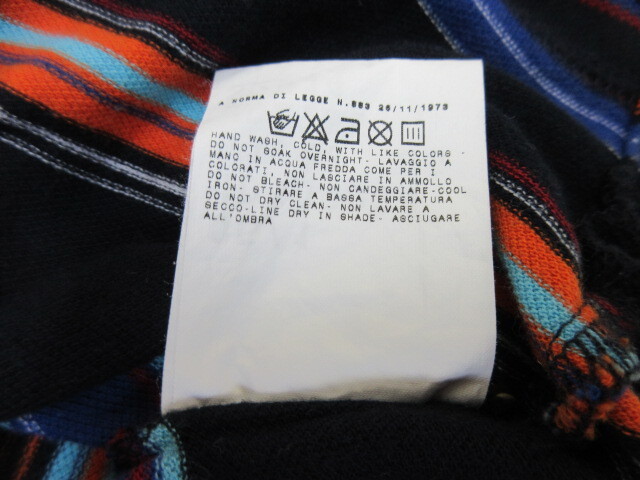 A NORMA DI LEGGE N.883 26/11/1973
HAND WASH, COLD, WITH LIKE COLORS -
DO NOT SOAK OVERNIGHT- LAVAGGIO A
MANO IN ACQUA FREDDA COME PER I
COLORATI, NON LASCIARE IN AMMOLLO
DO NOT BLEACH- NON CANDEGGIARE-COOL
IRON- STIRARE A BASSA TEMPERATURA
DO NOT DRY CLEAN- NON LAVARE A
SECCO-LINE DRY IN SHADE- ASCIUGARE
ALL'OMBRA